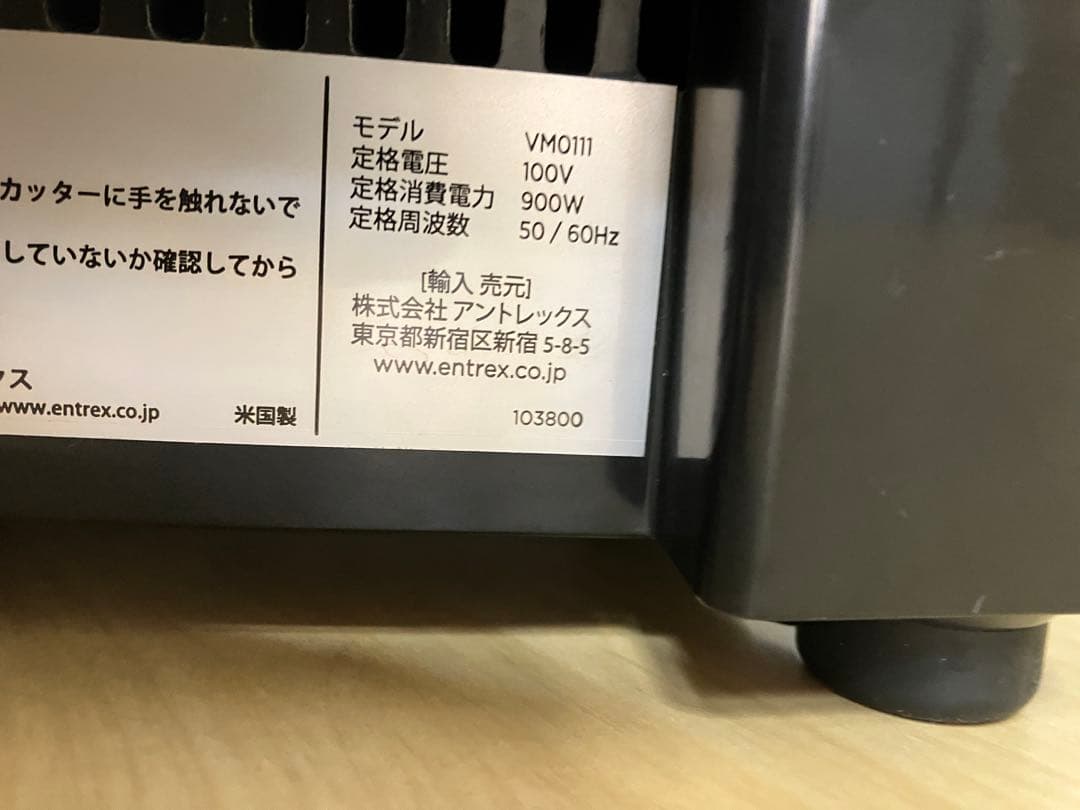 カッターに手を触れないで
していないか確認してから
クス
www.entrex.co.jp 米国製
モデル VM0111
定格電圧 100V
定格消費電力 900W
定格周波数 50 / 60Hz
[輸入 売元]
株式会社 アントレックス
東京都新宿区新宿 5-8-5
www.entrex.co.jp
103800